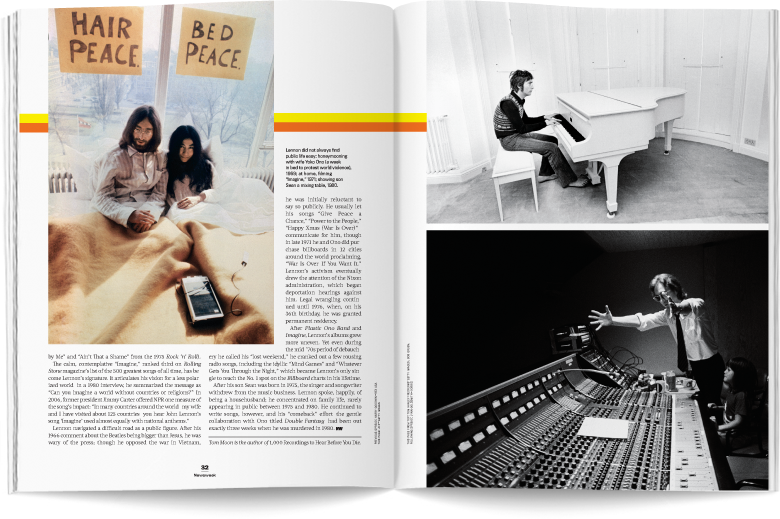 HAIR
PEACE.
BED
PEACE.
Lennon did not always find
public life easy: honeymooning
with wife Yoko Ono (a week
in bed to protest world violence),
1969; at home, filming
"Imagine," 1971; showing son
Sean a mixing table, 1980.
by Me" and "Ain't That a Shame" from the 1975 Rock 'n' Roll.
The calm, contemplative "Imagine," ranked third on Rolling
Stone magazine's list of the 500 greatest songs of all time, has be-
come Lennon's signature. It articulates his vision for a less po-
larized world. In a 1980 interview, he summarized the message as
"Can you imagine a world without countries or religions?" In
2006, former president Jimmy Carter offered NPR one measure of
the song's impact: "In many countries around the world my wife
and I have visited about 125 countries you hear John Lennon's
song 'Imagine' used almost equally with national anthems."
Lennon navigated a difficult road as a public figure. After his
1966 comment about the Beatles being bigger than Jesus, he was
wary of the press; though he opposed the war in Vietnam,
he was initially reluctant to
say so publicly. He usually let
his songs "Give Peace a
Chance," "Power to the People,"
"Happy Xmas (War Is Over)"
communicate for him, though
in late 1971 he and Ono did pur-
chase billboards in 12 cities
around the world proclaiming,
"War Is Over If You Want It."
Lennon's activism eventually
drew the attention of the Nixon
administration, which began
deportation hearings against
him. Legal wrangling contin-
ued until 1976, when, on his
36th birthday, he was granted
permanent residency.
After Plastic Ono Band and
Imagine, Lennon's albums grew
more uneven. Yet even during
the mid '70s period of debauch-
ery he called his "lost weekend," he cranked out a few rousing
radio songs, including the idyllic "Mind Games" and "Whatever
Gets You Through the Night," which became Lennon's only sin-
gle to reach the No. 1 spot on the Billboard charts in his lifetime.
After his son Sean was born in 1975, the singer and songwriter
withdrew from the music business. Lennon spoke, happily, of
being a househusband; he concentrated on family life, rarely
appearing in public between 1975 and 1980. He continued to
write songs, however, and his "comeback" effort the gentle
collaboration with Ono titled Double Fantasy had been out
exactly three weeks when he was murdered in 1980. NW
Tom Moon is the author of 1,000 Recordings to Hear Before You Die.
32
Newsweek